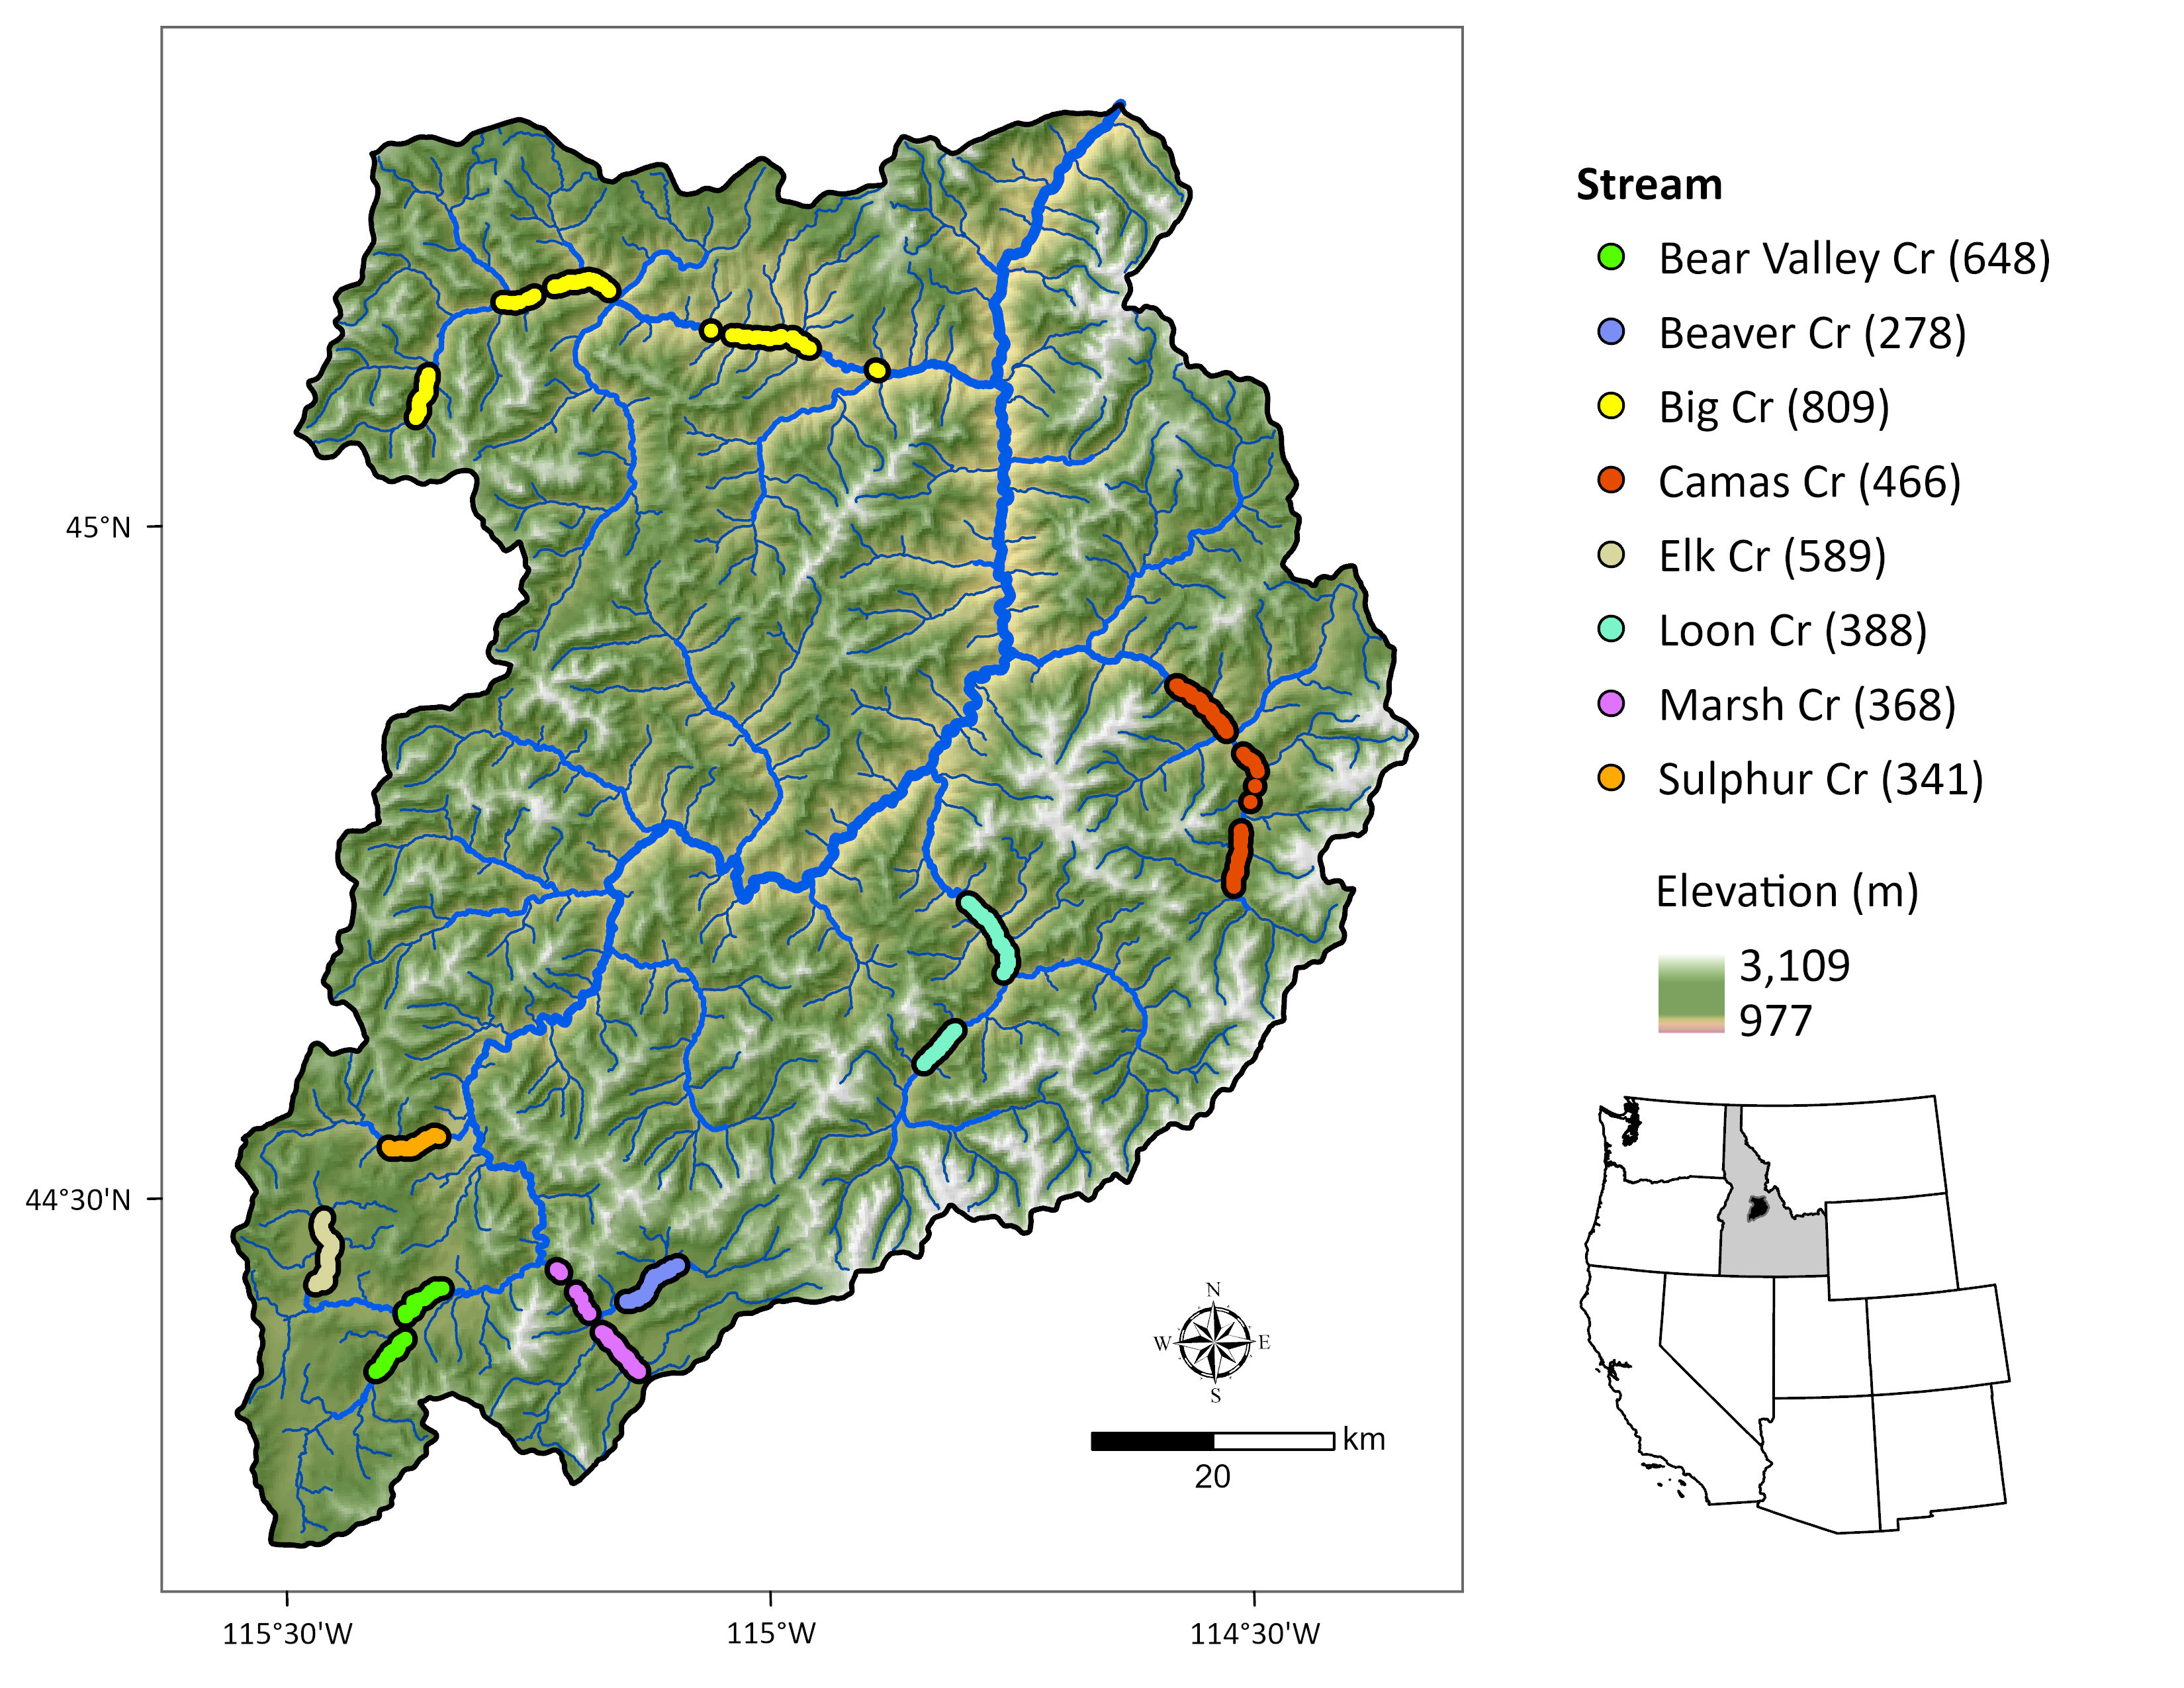 45°N
44°30'N
115°30'W
115°W
114°30'W
N
W
E
S
km
20
Stream
Bear Valley Cr (648)
Beaver Cr (278)
Big Cr (809)
Camas Cr (466)
Elk Cr (589)
Loon Cr (388)
Marsh Cr (368)
Sulphur Cr (341)
Elevation (m)
3,109
977